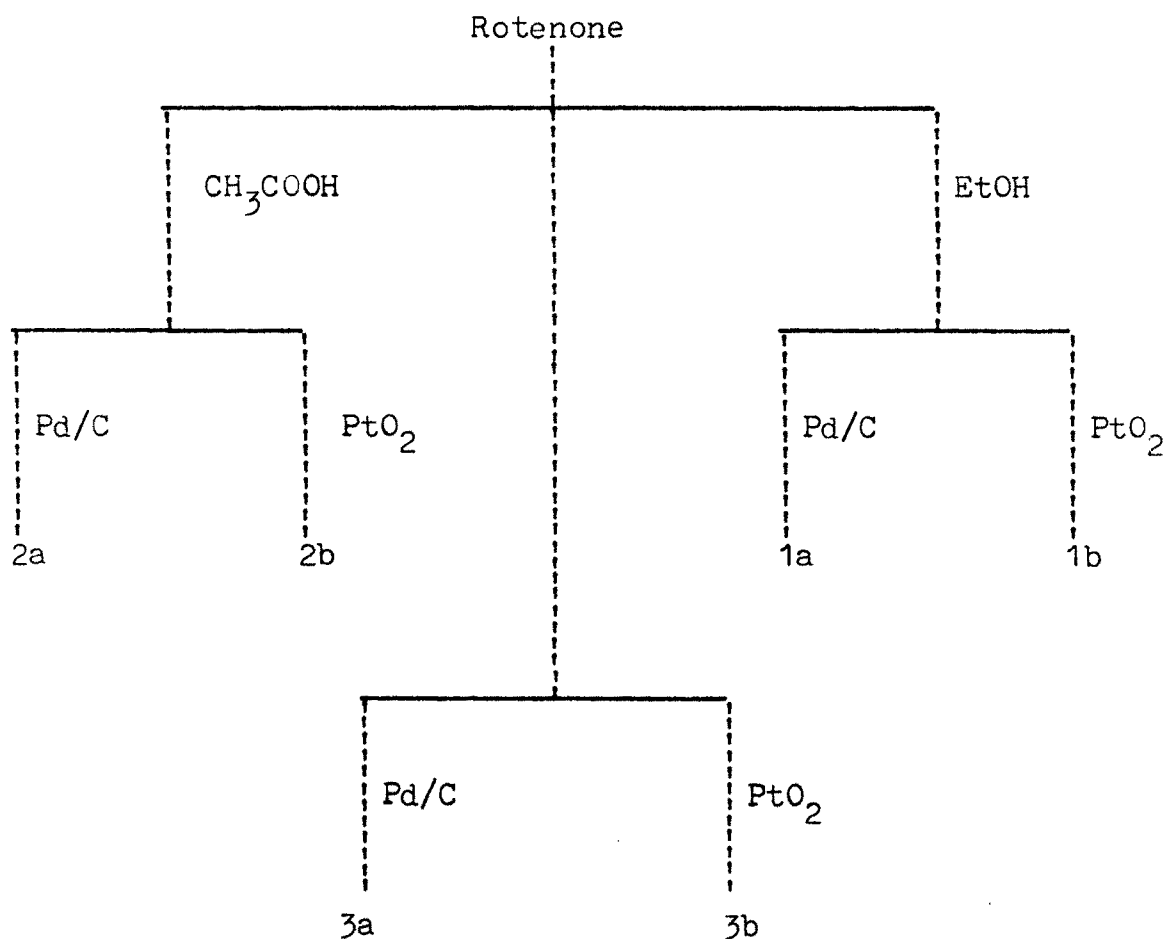 Rotenone
CH₃COOH
EtOH
Pd/C
PtO₂
Pd/C
PtO₂
2a
2b
1a
1b
Pd/C
PtO₂
3a
3b